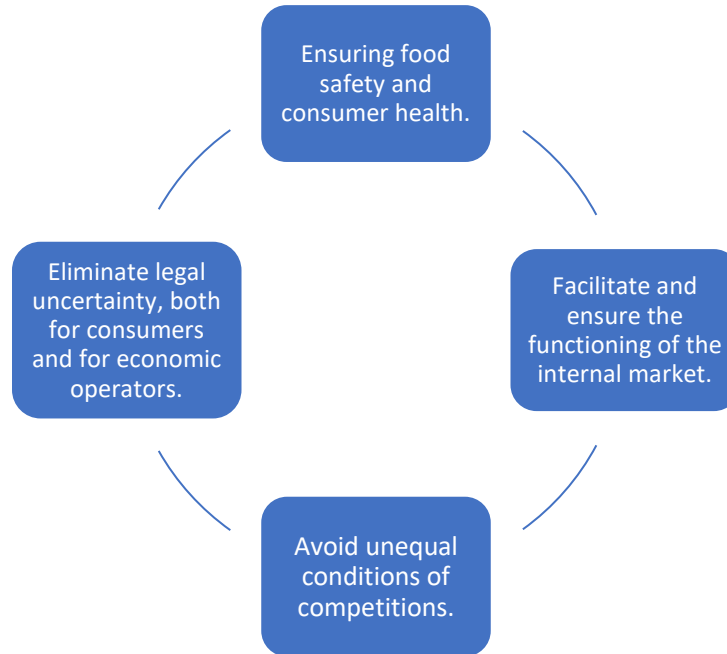 Ensuring food
safety and
consumer health.
Eliminate legal
uncertainty, both
for consumers
and for economic
operators.
Facilitate and
ensure the
functioning of the
internal market.
Avoid unequal
conditions of
competitions.